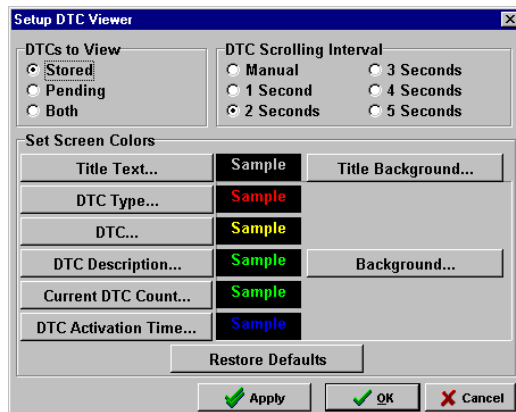 Setup DTC Viewer
DTCs to View
Stored
Pending
Both
DTC Scrolling Interval
Manual
1 Second
2 Seconds
3 Seconds
4 Seconds
5 Seconds
Set Screen Colors
Title Text... Sample Title Background...
DTC Type... Sample
DTC... Sample
DTC Description... Sample Background...
Current DTC Count... Sample
DTC Activation Time... Sample
Restore Defaults
Apply OK Cancel